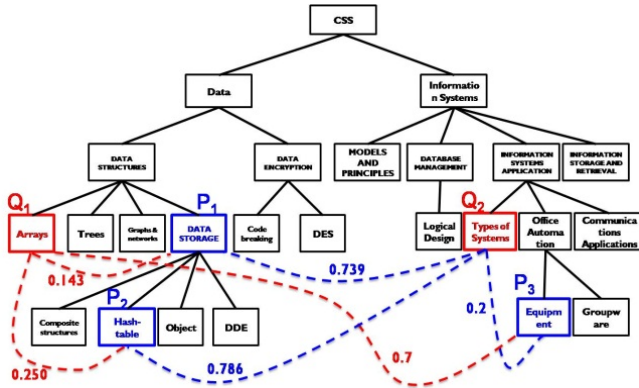 CSS
Data
Informatio
n Systems
DATA
STRUCTURES
DATA
ENCRYPTION
MODELS AND
PRINCIPLES
DATABASE
MANAGEMENT
INFORMATION
SYSTEMS
APPLICATION
INFORMATION
STORAGE AND
RETRIEVAL
Q1
P1
Q2
Arrays
Trees
Graphs &
networks
DATA
STORAGE
Code
breaking
DES
Logical
Design
Types of
Systems
Office
Automa
tion
Communica
tions
Applications
0.143
0.739
P2
P3
0.2
Composite
structures
Hash-
table
Object
DDE
Equipm
ent
Groupw
are
0.250
0.786
0.7